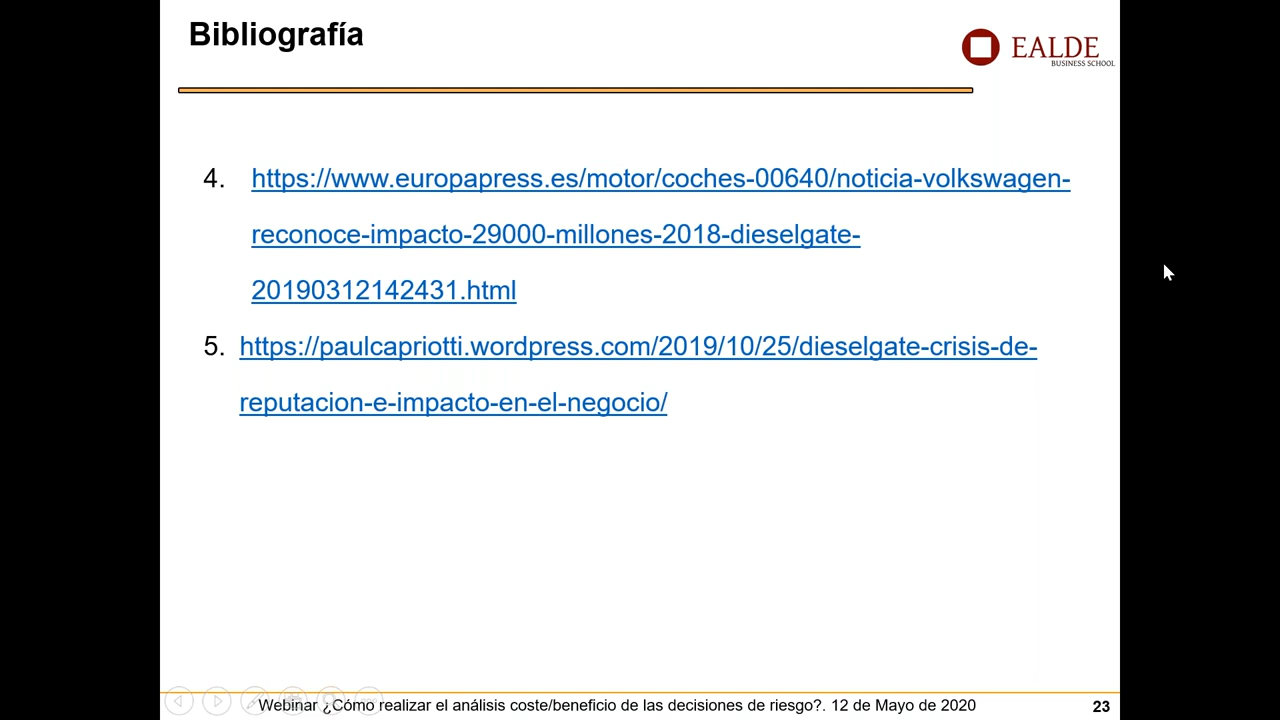 Bibliografía
EALDE
BUSINESS SCHOOL
4. https://www.europapress.es/motor/coches-00640/noticia-volkswagen-
reconoce-impacto-29000-millones-2018-dieselgate-
20190312142431.html
5. https://paulcapriotti.wordpress.com/2019/10/25/dieselgate-crisis-de-
reputacion-e-impacto-en-el-negocio/
Webinar ¿Cómo realizar el análisis coste/beneficio de las decisiones de riesgo?. 12 de Mayo de 2020
23